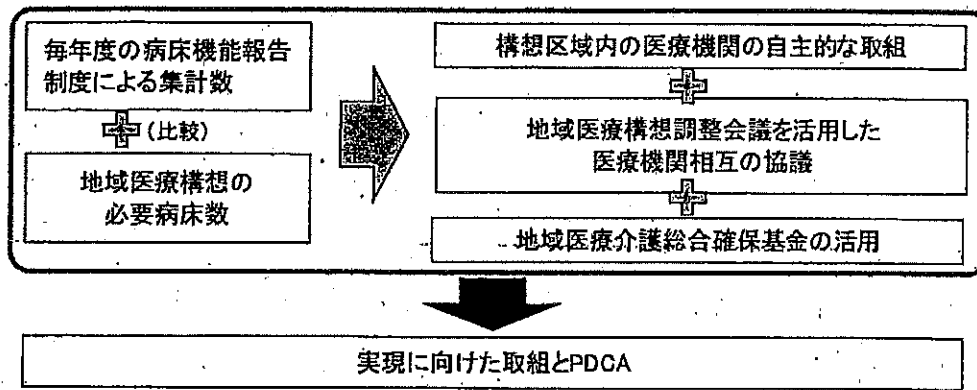 毎年度の病床機能報告
制度による集計数
(比較)
地域医療構想の
必要病床数
構想区域内の医療機関の自主的な取組
地域医療構想調整会議を活用した
医療機関相互の協議
地域医療介護総合確保基金の活用
実現に向けた取組とPDCA